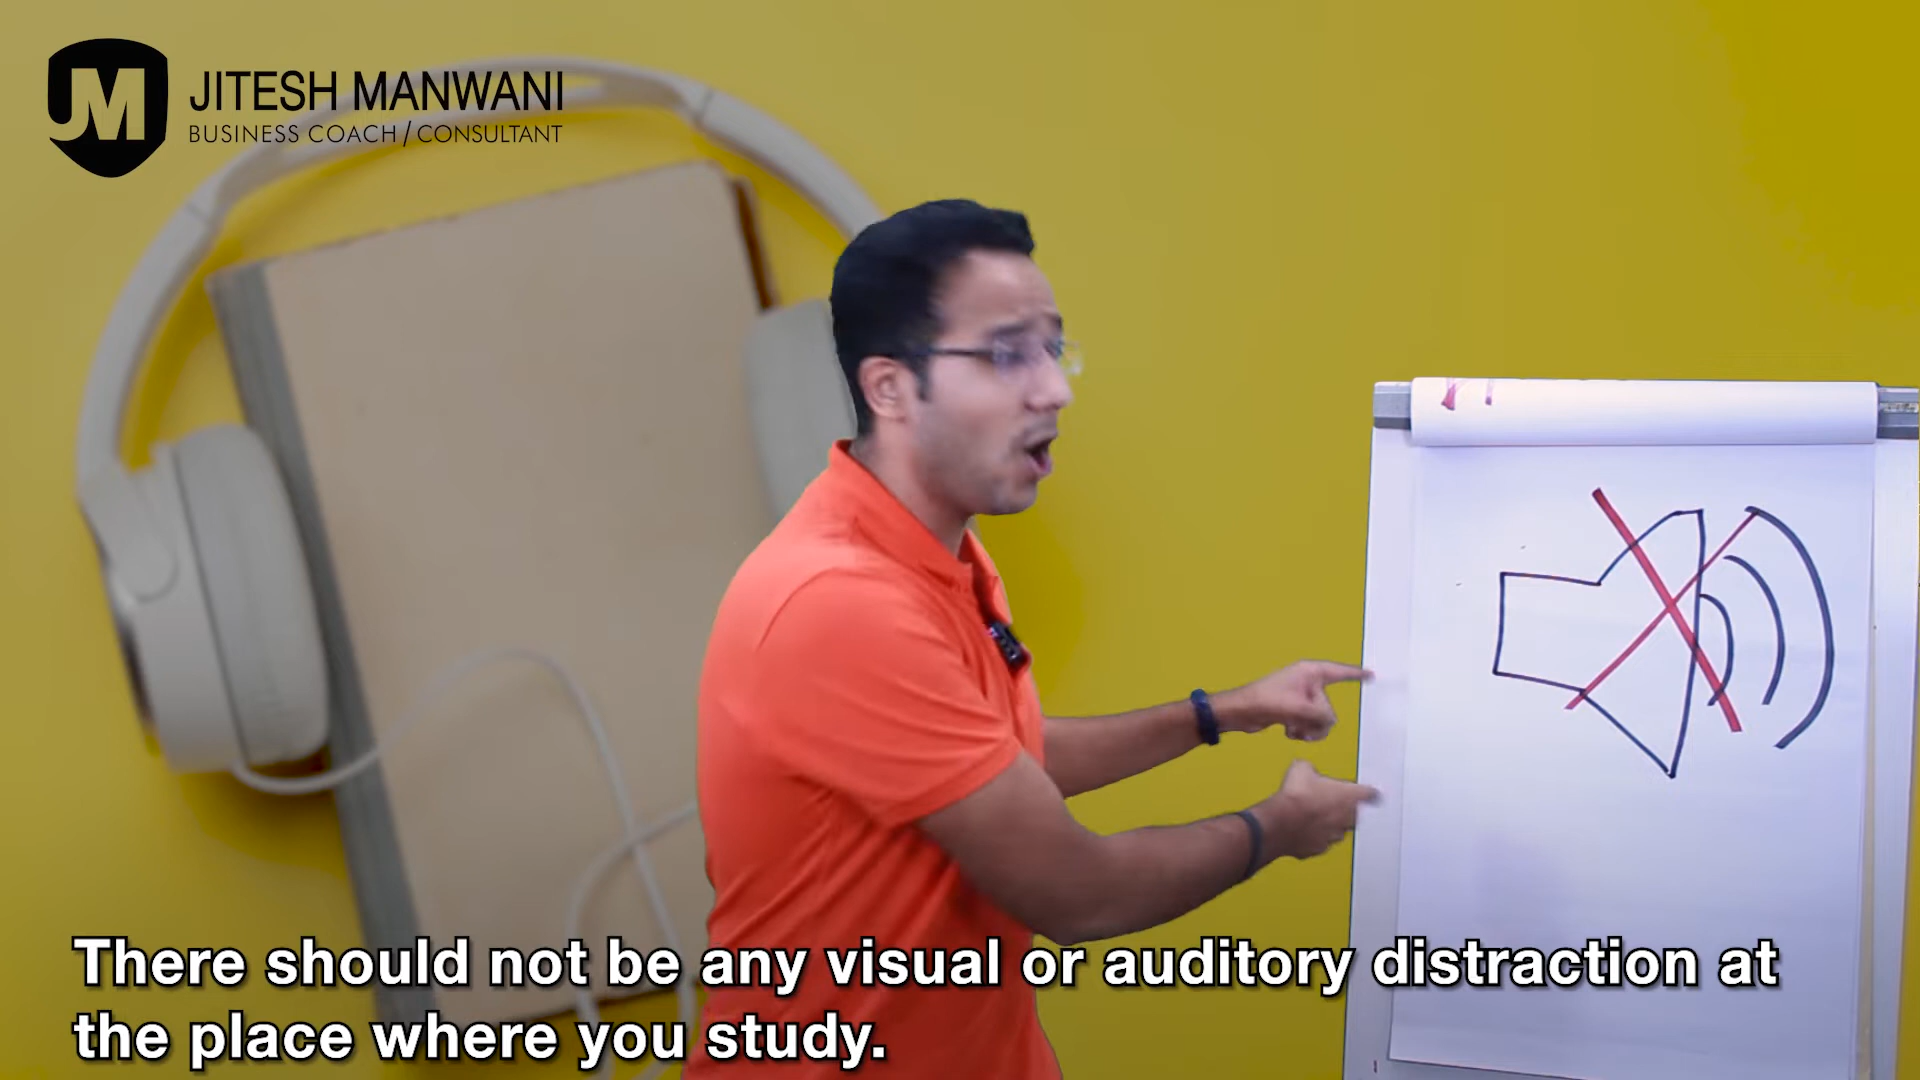 JM
JITESH MANWANI
BUSINESS COACH / CONSULTANT
There should not be any visual or auditory distraction at
the place where you study.